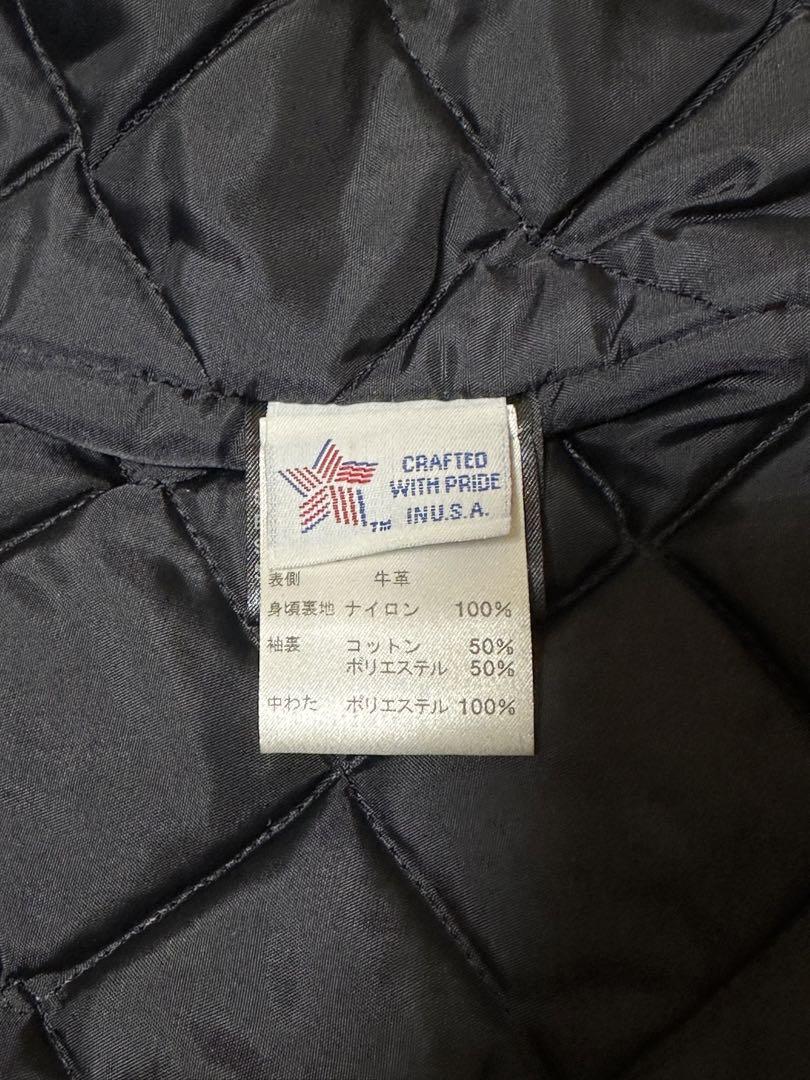 CRAFTED
WITH PRIDE
IN U.S.A.
TM
表側 牛革
身頃裏地 ナイロン 100%
袖裏 コットン 50%
ポリエステル 50%
中わた ポリエステル 100%